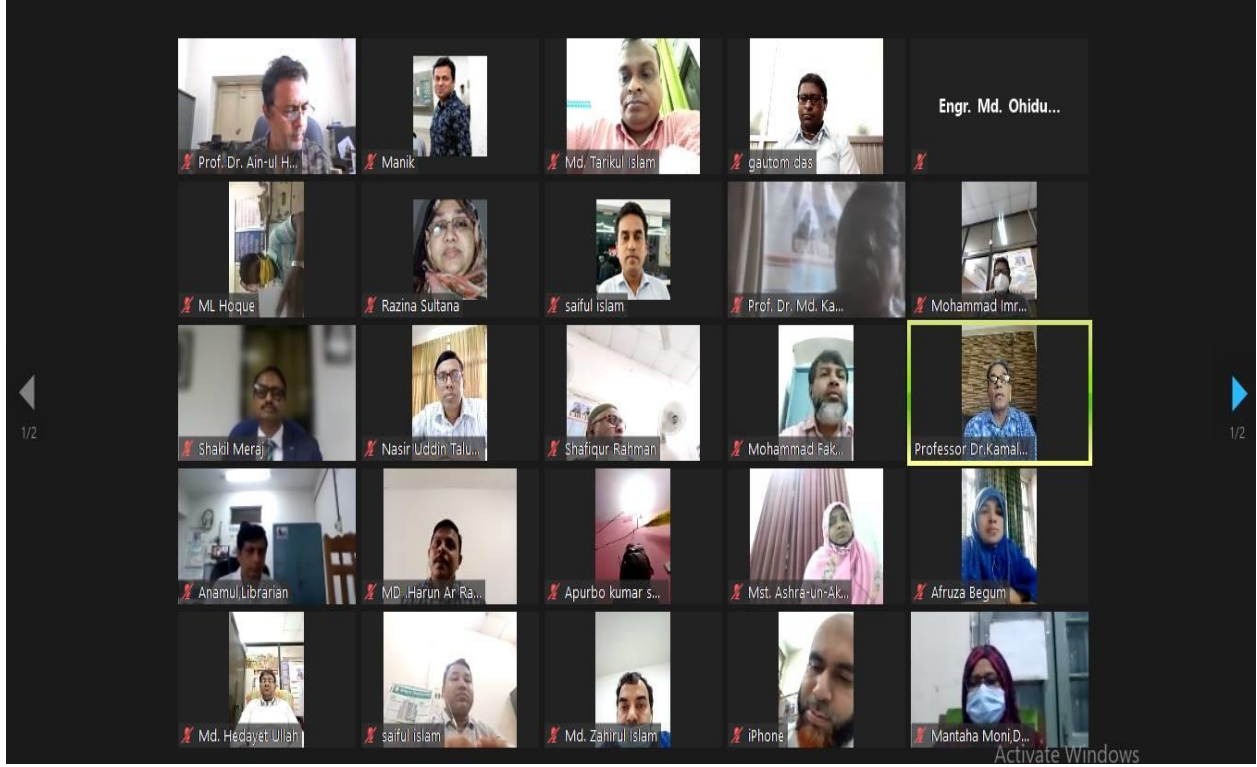 Prof. Dr. Ain-ul H...
Manik
Md. Tarikul Islam
gautom das
Engr. Md. Ohidu...
ML Hoque
Razina Sultana
saiful islam
Prof. Dr. Md. Ka...
Mohammad Imr...
Shakil Meraj
Nasir Uddin Talu...
Shafiqur Rahman
Mohammad Fak...
Professor Dr.Kamal...
1/2
1/2
Anamul,Librarian
MD .Harun Ar Ra...
Apurbo kumar s...
Mst. Ashra-un-Ak...
Afruza Begum
Md. Hedayet Ullah
saiful islam
Md. Zahirul Islam
iPhone
Mantaha Moni,D...
Activate Windows